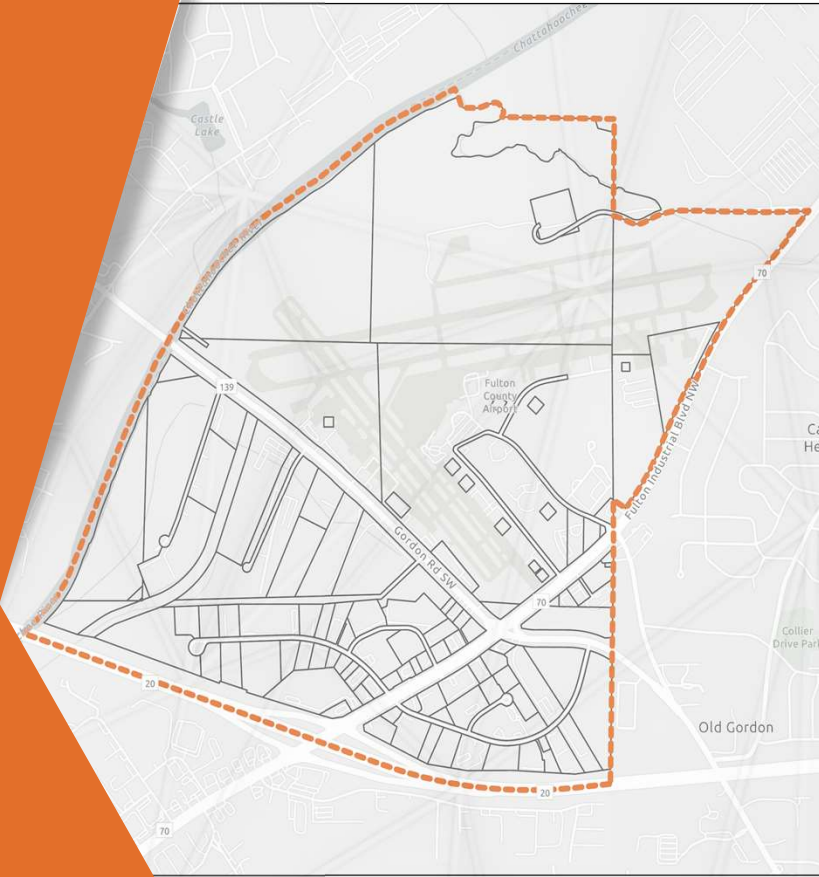 Chattahoochee
Castle
Lake
70
139
Fulton
County
Airport
Ca
He
Fulton Industrial Blvd NW
Gordon Rd SW
70
Collier
Drive Park
20
Old Gordon
20
70